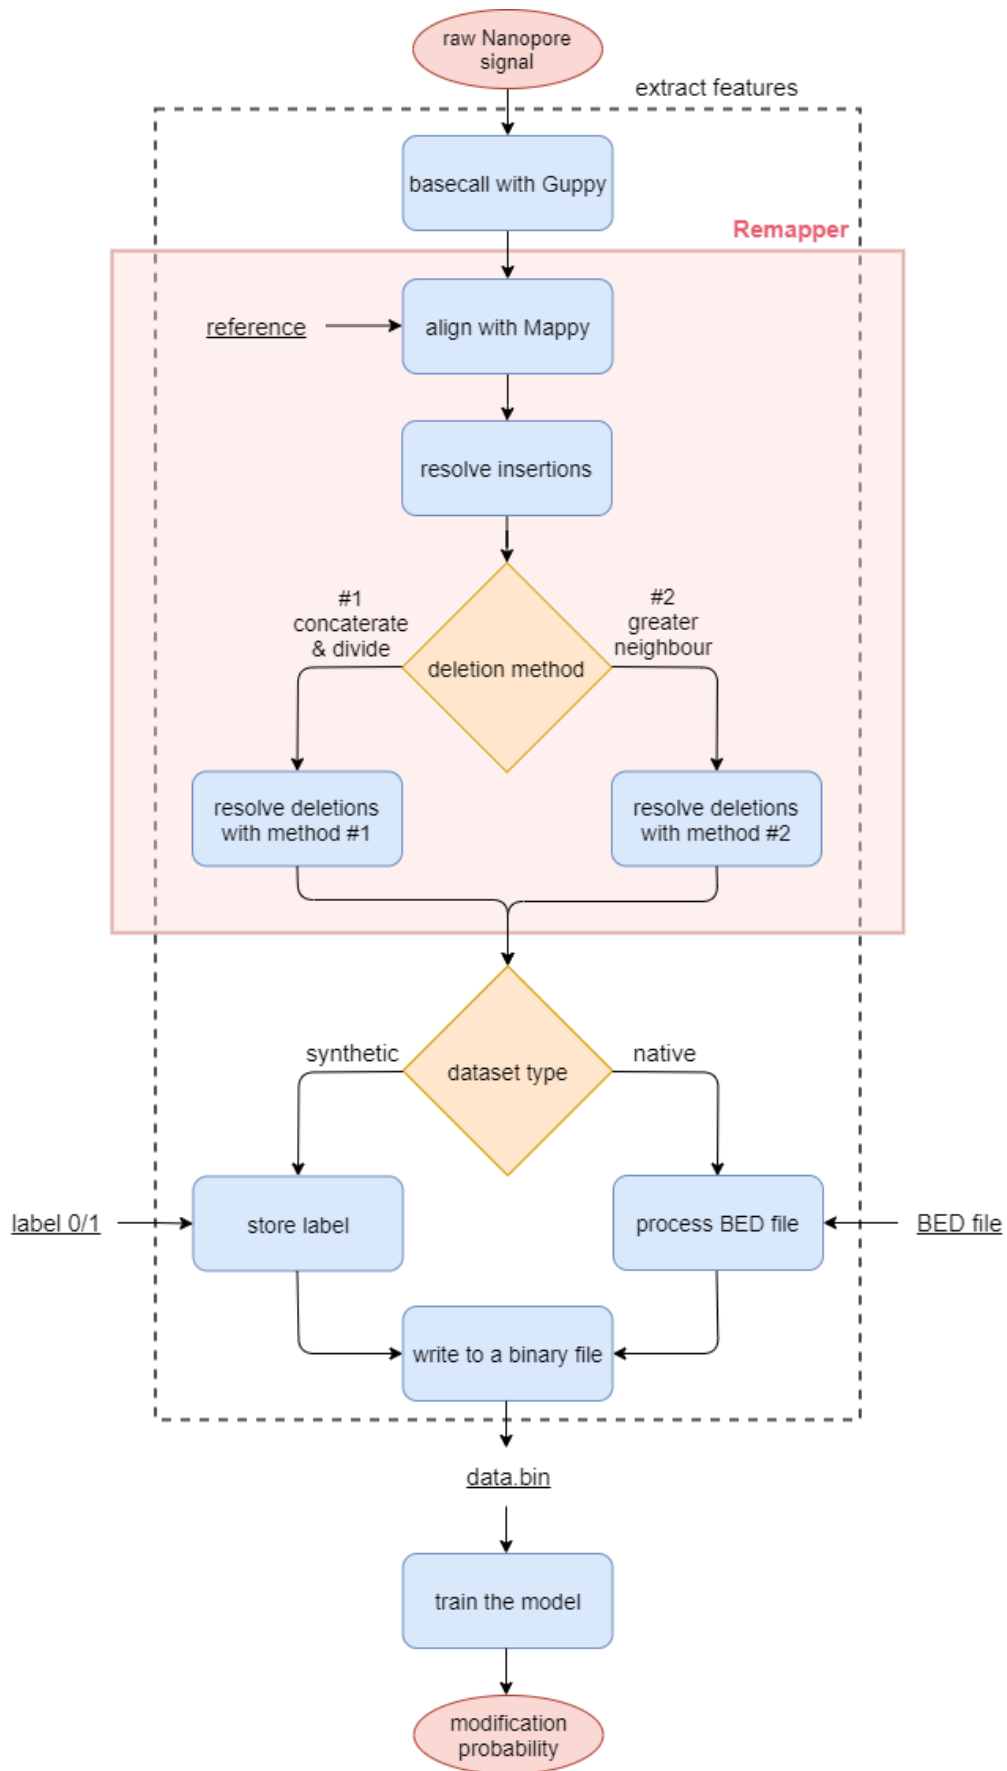 raw Nanopore
signal
extract features
basecall with Guppy
Remapper
reference
align with Mappy
resolve insertions
#1
concaterate
& divide
#2
greater
neighbour
deletion method
resolve deletions
with method #1
resolve deletions
with method #2
synthetic
native
dataset type
label 0/1
store label
process BED file
BED file
write to a binary file
data.bin
train the model
modification
probability